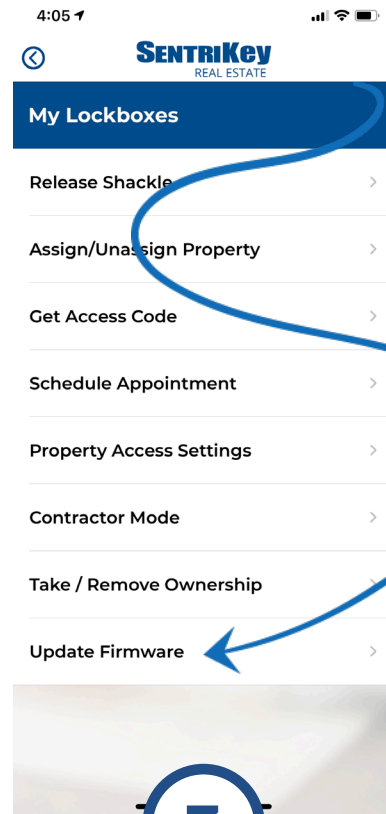 4:05
SENTRIKEY
REAL ESTATE
My Lockboxes
Release Shackle
Assign/Unassign Property
Get Access Code
Schedule Appointment
Property Access Settings
Contractor Mode
Take / Remove Ownership
Update Firmware